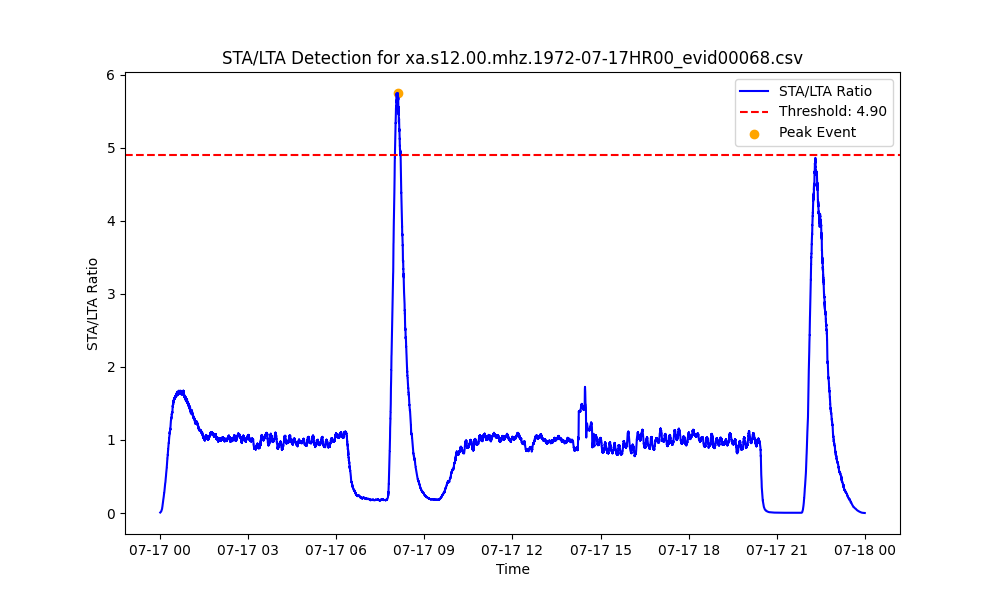 STA/LTA Detection for xa.s12.00.mhz.1972-07-17HR00_evid00068.csv
STA/LTA Ratio
Threshold: 4.90
Peak Event
STA/LTA Ratio
6
5
4
3
2
1
0
07-17 00
07-17 03
07-17 06
07-17 09
07-17 12
07-17 15
07-17 18
07-17 21
07-18 00
Time